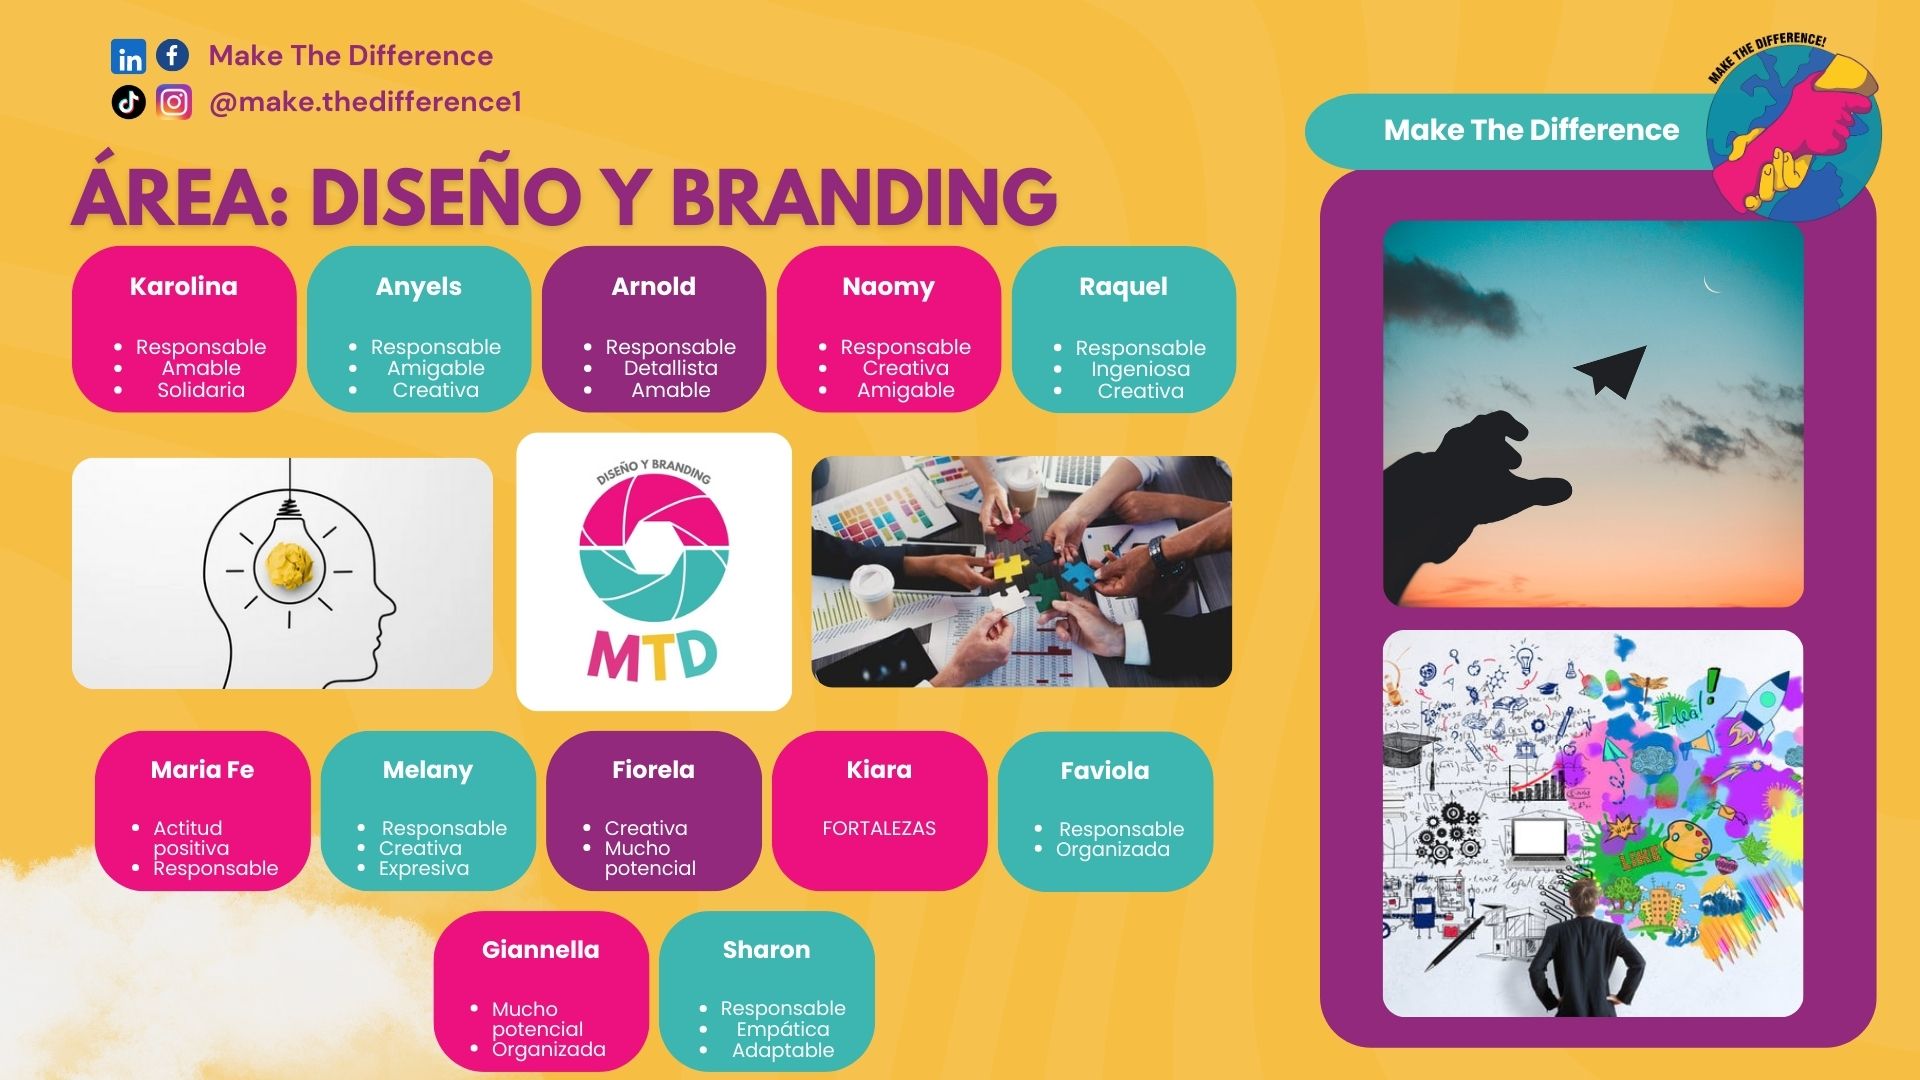 Make The Difference
@make.thedifference1
MAKE THE DIFFERENCE!
Make The Difference
ÁREA: DISEÑO Y BRANDING
Karolina
• Responsable
• Amable
• Solidaria
Anyels
• Responsable
• Amigable
• Creativa
Arnold
• Responsable
• Detallista
• Amable
Naomy
• Responsable
• Creativa
• Amigable
Raquel
• Responsable
• Ingeniosa
• Creativa
DISEÑO Y BRANDING
MTD
Maria Fe
• Actitud
positiva
• Responsable
Melany
• Responsable
• Creativa
• Expresiva
Fiorela
• Creativa
• Mucho
potencial
Kiara
FORTALEZAS
Faviola
• Responsable
• Organizada
Giannella
• Mucho
potencial
• Organizada
Sharon
• Responsable
• Empática
• Adaptable
Idea!
LIKE